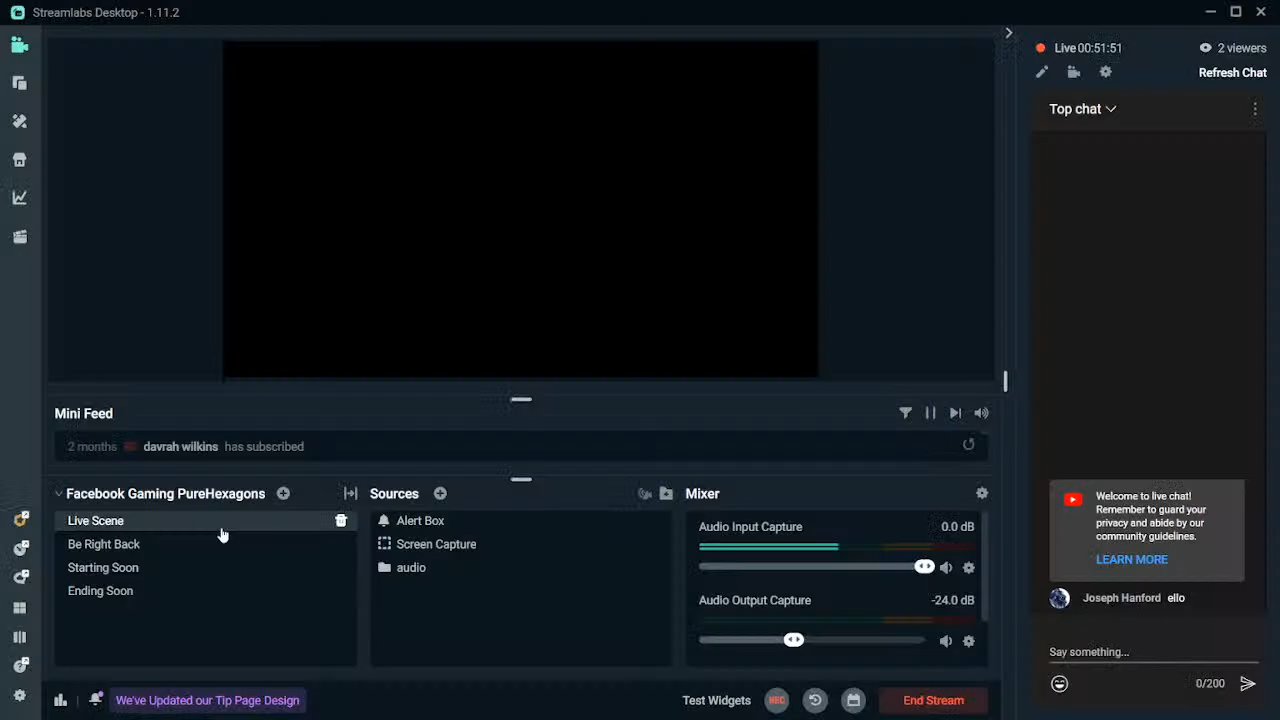 Streamlabs Desktop - 1.11.2
Live 00:51:51
2 viewers
Refresh Chat
Top chat
Mini Feed
2 months davrah wilkins has subscribed
Facebook Gaming PureHexagons
Live Scene
Be Right Back
Starting Soon
Ending Soon
Sources
Alert Box
Screen Capture
audio
Mixer
Audio Input Capture 0.0 dB
Audio Output Capture -24.0 dB
Welcome to live chat!
Remember to guard your
privacy and abide by our
community guidelines.
LEARN MORE
Joseph Hanford ello
Say something...
0/200
We've Updated our Tip Page Design
Test Widgets
REC
End Stream